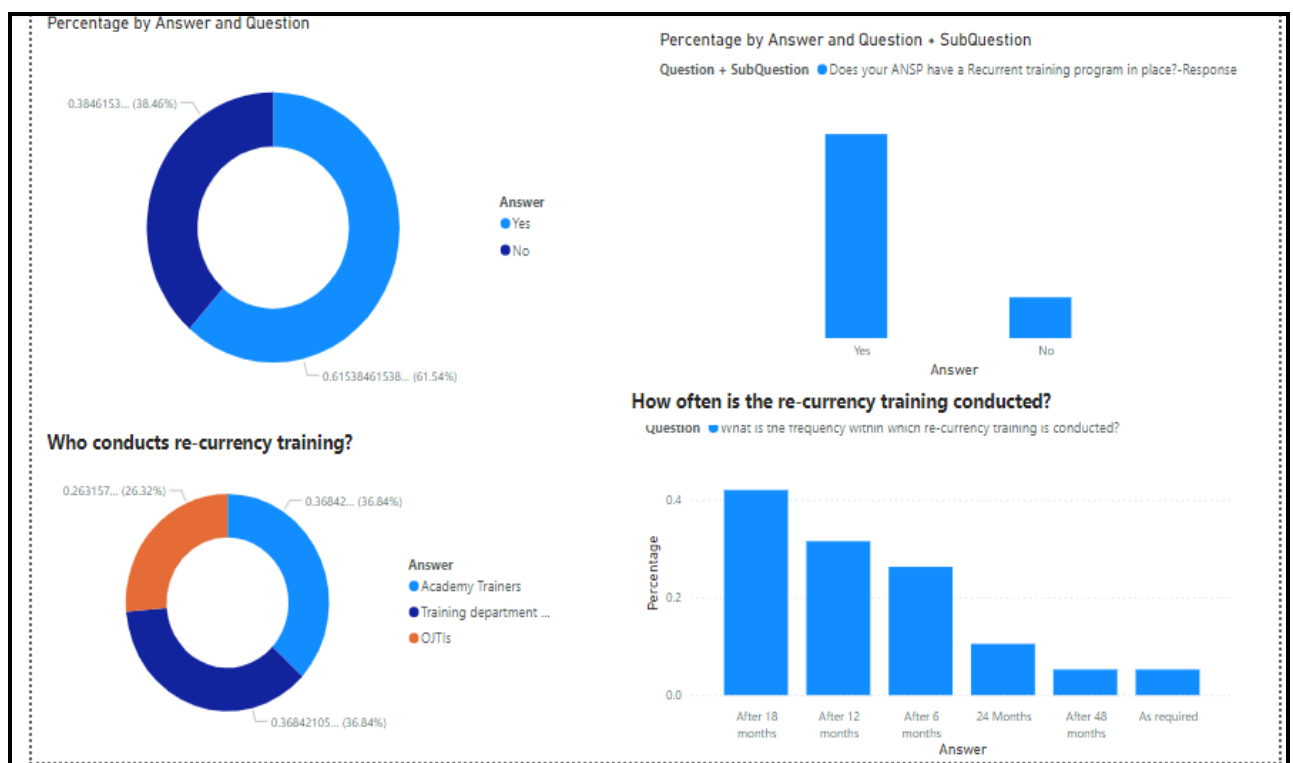 Percentage by Answer and Question
0.3846153... (38.46%)
Answer
Yes
No
0.61538461538... (61.54%)
Percentage by Answer and Question + SubQuestion
Question + SubQuestion Does your ANSP have a Recurrent training program in place?-Response
Yes
No
Answer
Who conducts re-currency training?
0.263157... (26.32%)
0.36842... (36.84%)
Answer
Academy Trainers
Training department ...
OJTIs
0.36842105... (36.84%)
How often is the re-currency training conducted?
Question What is the frequency within which re-currency training is conducted?
Percentage
0.4
0.2
0.0
After 18
months
After 12
months
After 6
months
24 Months
After 48
months
As required
Answer